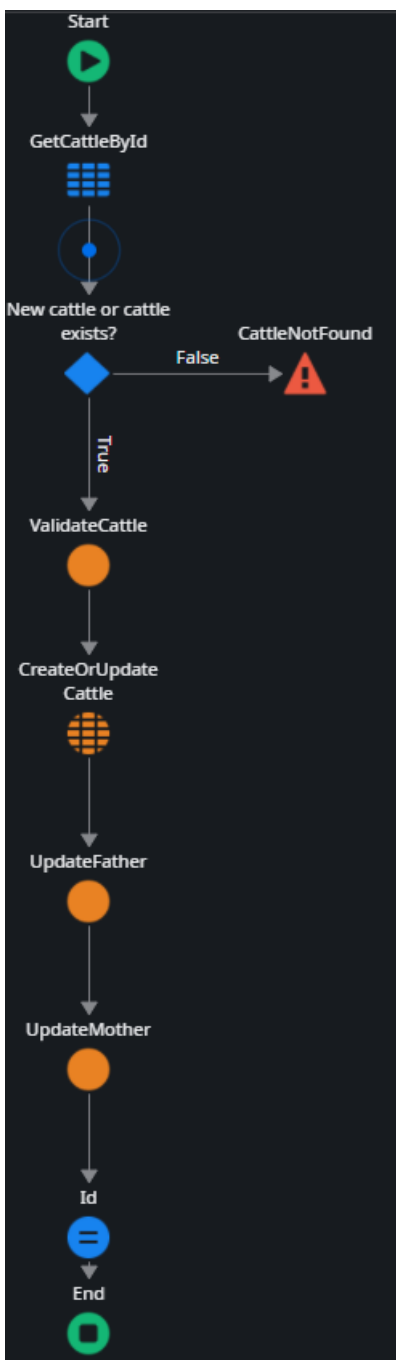 Start
GetCattleById
New cattle or cattle
exists?
CattleNotFound
False
True
ValidateCattle
CreateOrUpdate
Cattle
UpdateFather
UpdateMother
Id
End